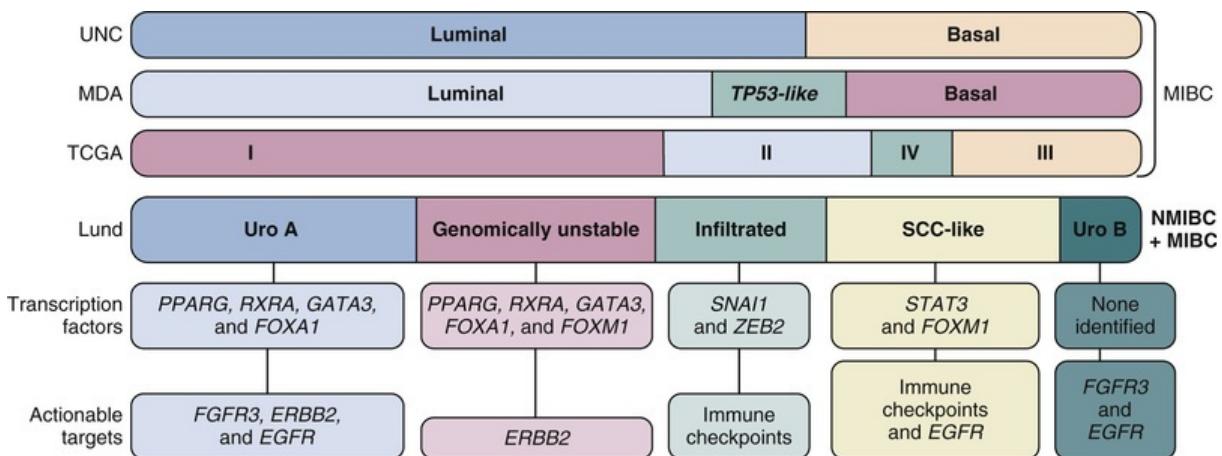 UNC Luminal Basal
MDA Luminal TP53-like Basal MIBC
TCGA I II IV III
Lund Uro A Genomically unstable Infiltrated SCC-like Uro B NMIBC
+ MIBC
Transcription
factors
PPARG, RXRA, GATA3,
and FOXA1
PPARG, RXRA, GATA3,
FOXA1, and FOXM1
SNAI1
and ZEB2
STAT3
and FOXM1
None
identified
Actionable
targets
FGFR3, ERBB2,
and EGFR
ERBB2
Immune
checkpoints
Immune
checkpoints
and EGFR
FGFR3
and
EGFR